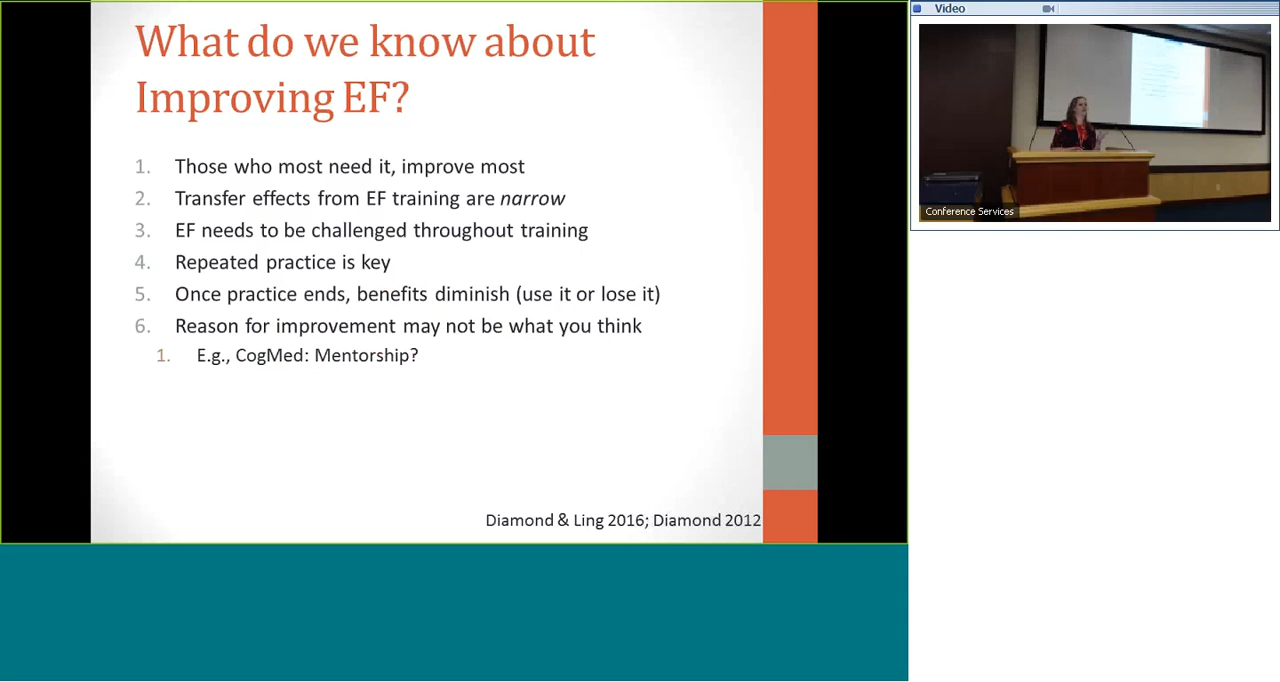 What do we know about
Improving EF?
1. Those who most need it, improve most
2. Transfer effects from EF training are narrow
3. EF needs to be challenged throughout training
4. Repeated practice is key
5. Once practice ends, benefits diminish (use it or lose it)
6. Reason for improvement may not be what you think
1. E.g., CogMed: Mentorship?
Diamond & Ling 2016; Diamond 2012
Video
Conference Services